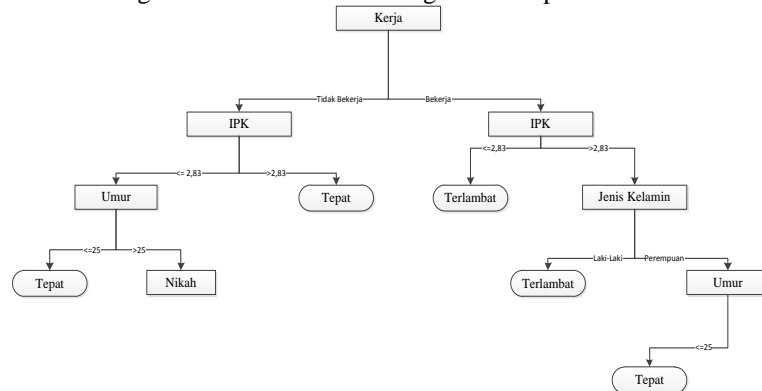 Kerja
Tidak Bekerja
Bekerja
IPK
IPK
<= 2,83
>2,83
<=2,83
>2,83
Umur
Tepat
Terlambat
Jenis Kelamin
<=25
>25
Laki-Laki
Perempuan
Tepat
Nikah
Terlambat
Umur
<=25
Tepat